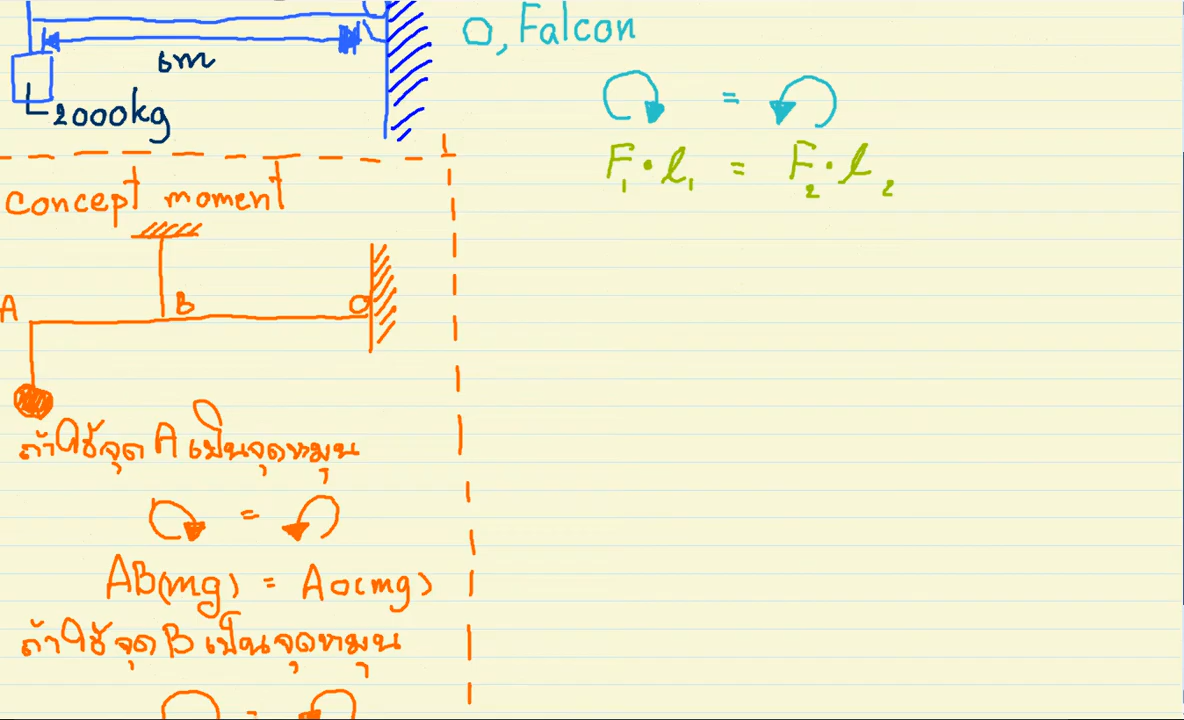 6m
2000kg
concept moment
A
B
O
ถ้าใช้จุด A เป็นจุดหมุน
=
AB(mg) = AO(mg)
ถ้าใช้จุด B เป็นจุดหมุน
=
O, Falcon
=
F₁·l₁ = F₂·l₂